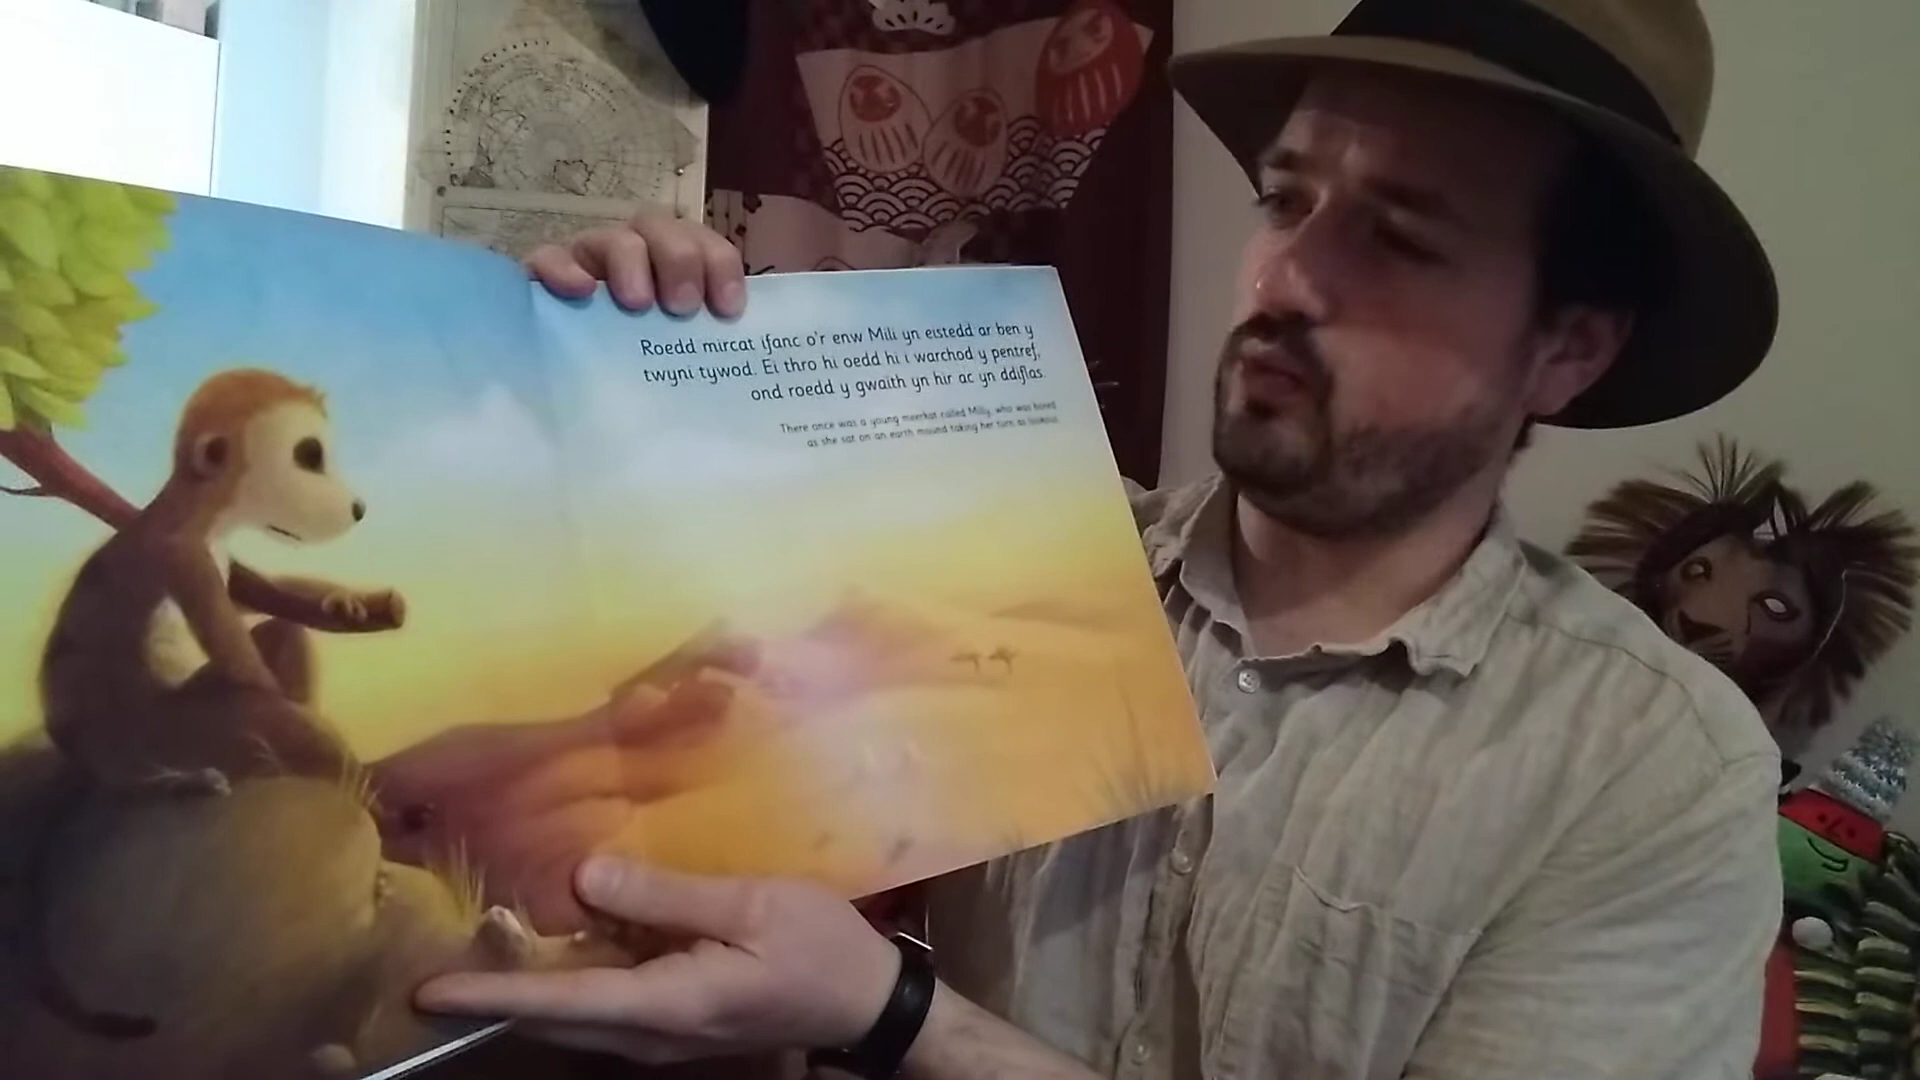 Roedd mircat ifanc o'r enw Mili yn eistedd ar ben y
twyni tywod. Ei thro hi oedd hi i warchod y pentref,
ond roedd y gwaith yn hir ac yn ddiflas.
There once was a young meerkat called Milly, who was bored
as she sat on an earth mound taking her turn as lookout.